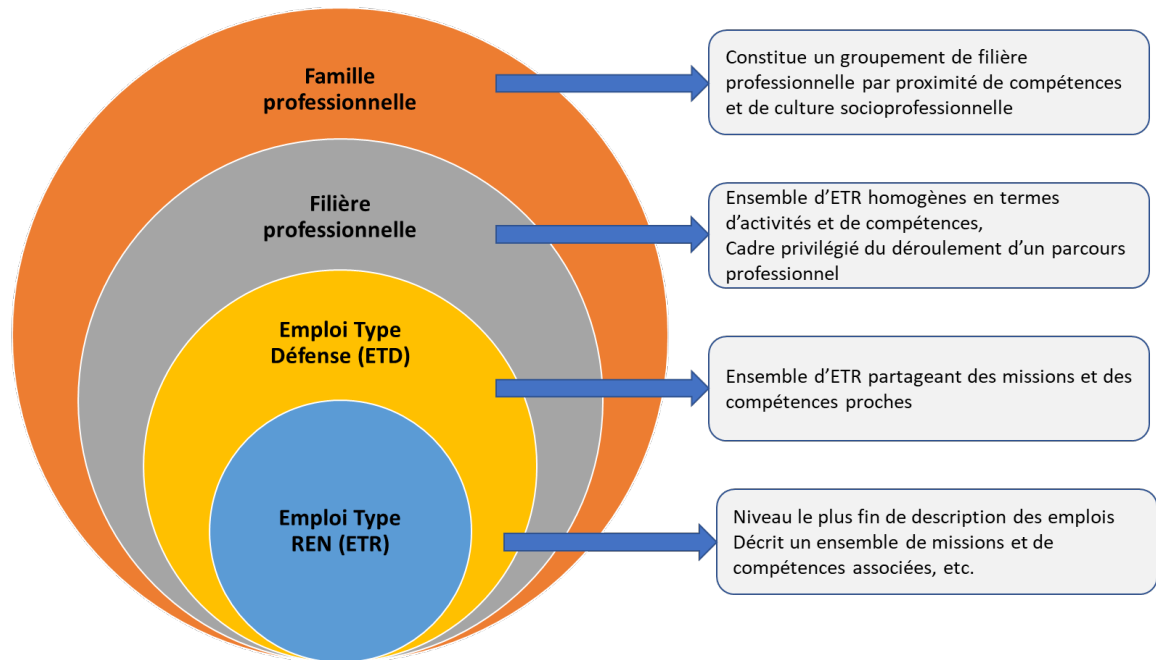 Famille
professionnelle
Constitue un groupement de filière
professionnelle par proximité de compétences
et de culture socioprofessionnelle
Filière
professionnelle
Ensemble d'ETR homogènes en termes
d'activités et de compétences,
Cadre privilégié du déroulement d'un parcours
professionnel
Emploi Type
Défense (ETD)
Ensemble d'ETR partageant des missions et des
compétences proches
Emploi Type
REN (ETR)
Niveau le plus fin de description des emplois
Décrit un ensemble de missions et de
compétences associées, etc.